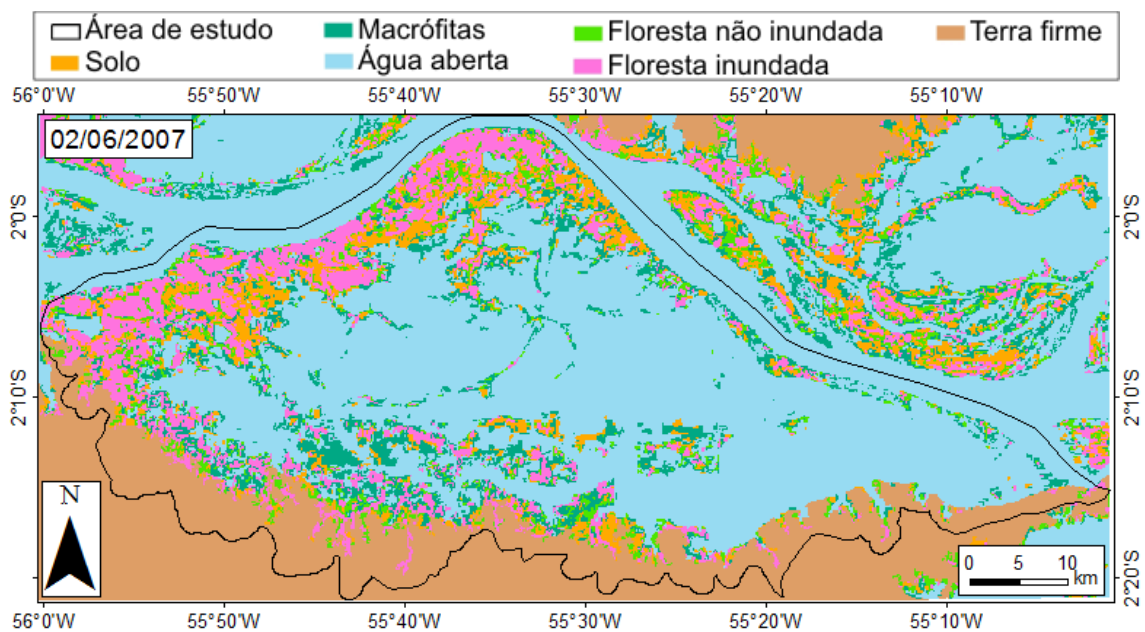 Área de estudo Macrófitas Floresta não inundada Terra firme
Solo Água aberta Floresta inundada
56°0'W 55°50'W 55°40'W 55°30'W 55°20'W 55°10'W
02/06/2007
2°0'S 2°0'S
2°10'S 2°10'S
N
0 5 10
km
2°20'S
56°0'W 55°50'W 55°40'W 55°30'W 55°20'W 55°10'W